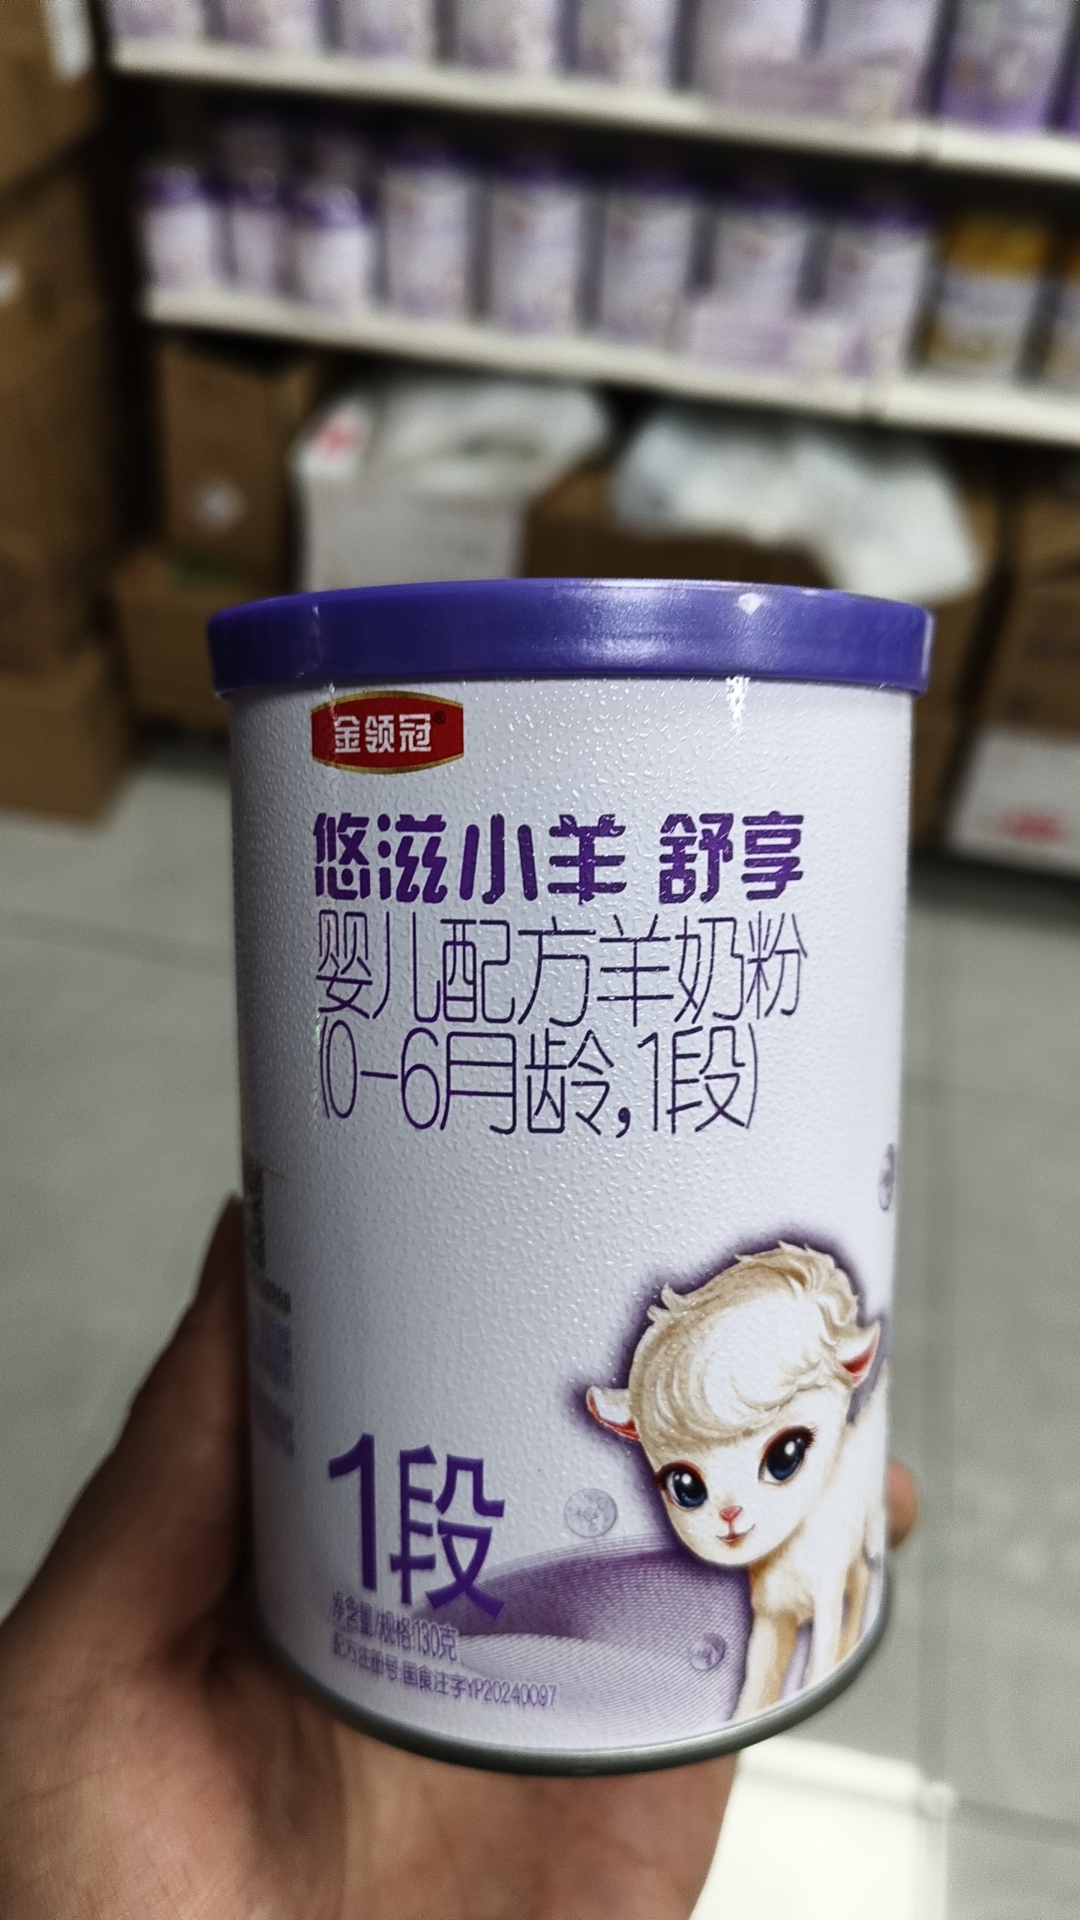 金领冠®
悠滋小羊 舒享
婴儿配方羊奶粉
(0-6月龄,1段)
1段
净含量/规格:130克
配方注册号:国食注字YP20240097